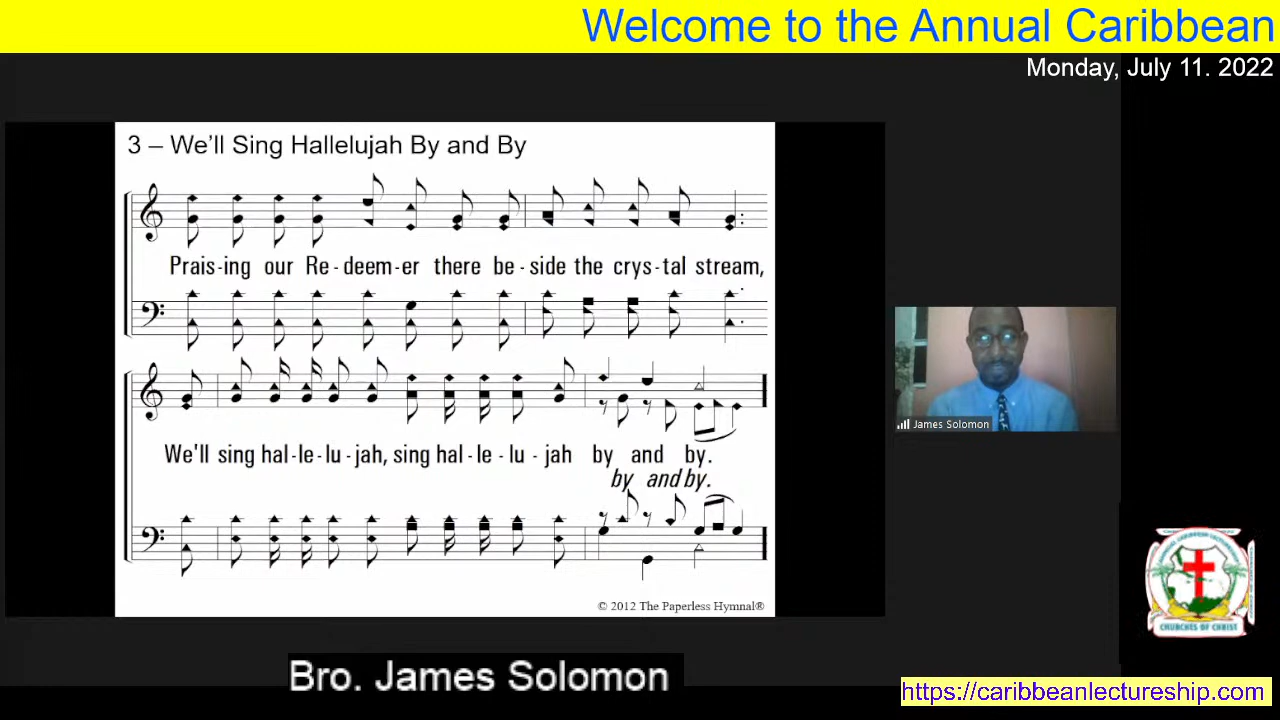 Welcome to the Annual Caribbean
Monday, July 11. 2022
3 – We'll Sing Hallelujah By and By
Prais-ing our Re-deem-er there be-side the crys-tal stream,
We'll sing hal-le-lu-jah, sing hal-le-lu-jah by and by.
by and by.
© 2012 The Paperless Hymnal®
James Solomon
CHURCHES OF CHRIST
Bro. James Solomon
https://caribbeanlectureship.com